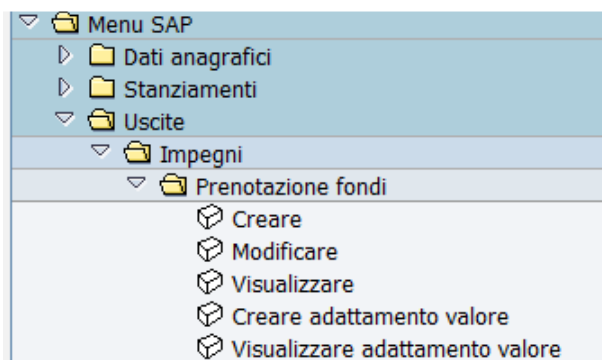 Menu SAP
Dati anagrafici
Stanziamenti
Uscite
Impegni
Prenotazione fondi
Creare
Modificare
Visualizzare
Creare adattamento valore
Visualizzare adattamento valore